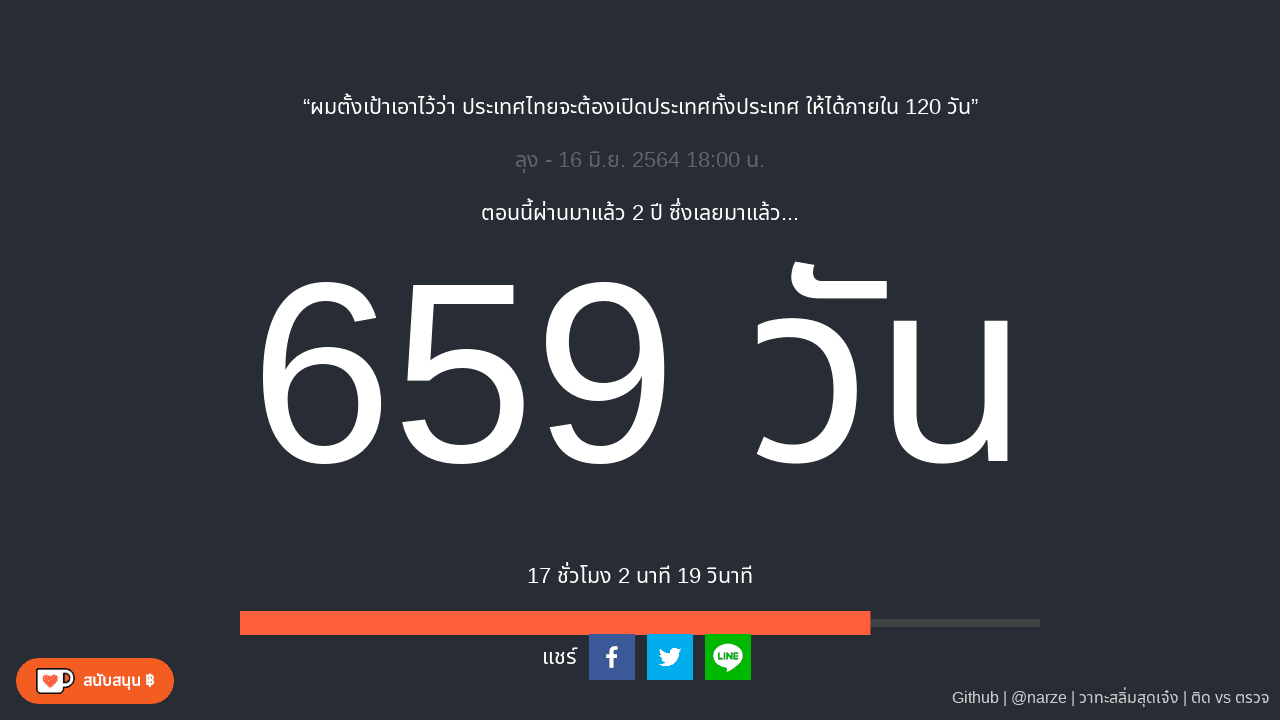 “ผมตั้งเป้าเอาไว้ว่า ประเทศไทยจะต้องเปิดประเทศทั้งประเทศ ให้ได้ภายใน 120 วัน”
ลุง - 16 มิ.ย. 2564 18:00 น.
ตอนนี้ผ่านมาแล้ว 2 ปี ซึ่งเลยมาแล้ว...
659 วัน
17 ชั่วโมง 2 นาที 19 วินาที
แชร์
LINE
สนับสนุน ฿
Github | @narze | วาทะสลิ่มสุดเจ๋ง | ติด vs ตรวจ